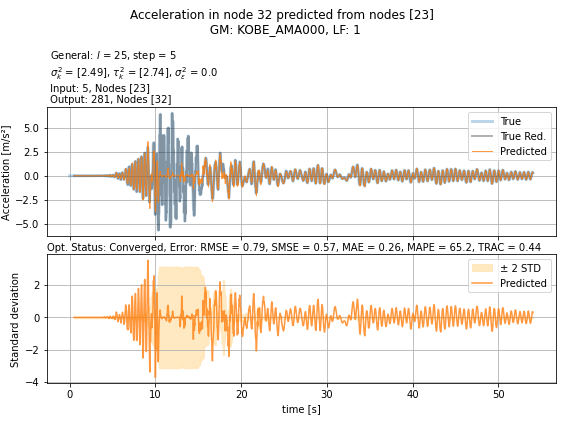 Acceleration in node 32 predicted from nodes [23]
GM: KOBE_AMA000, LF: 1
General: l = 25, step = 5
σ²ₖ = [2.49], τ²ₖ = [2.74], σ²ε = 0.0
Input: 5, Nodes [23]
Output: 281, Nodes [32]
Acceleration [m/s²]
5.0
2.5
0.0
−2.5
−5.0
True
True Red.
Predicted
Opt. Status: Converged, Error: RMSE = 0.79, SMSE = 0.57, MAE = 0.26, MAPE = 65.2, TRAC = 0.44
Standard deviation
2
0
−2
−4
± 2 STD
Predicted
0 10 20 30 40 50
time [s]